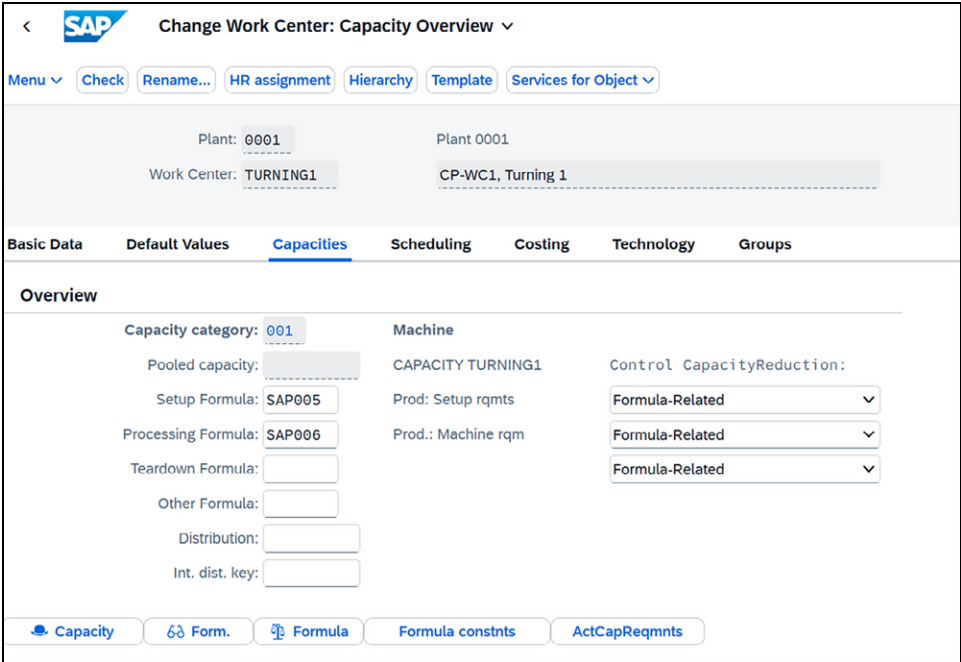 SAP Change Work Center: Capacity Overview
Menu Check Rename... HR assignment Hierarchy Template Services for Object
Plant: 0001 Plant 0001
Work Center: TURNING1 CP-WC1, Turning 1
Basic Data Default Values Capacities Scheduling Costing Technology Groups
Overview
Capacity category: 001 Machine
Pooled capacity: CAPACITY TURNING1 Control CapacityReduction:
Setup Formula: SAP005 Prod: Setup rqmts Formula-Related
Processing Formula: SAP006 Prod.: Machine rqm Formula-Related
Teardown Formula: Formula-Related
Other Formula:
Distribution:
Int. dist. key:
Capacity Form. Formula Formula constnts ActCapReqmnts